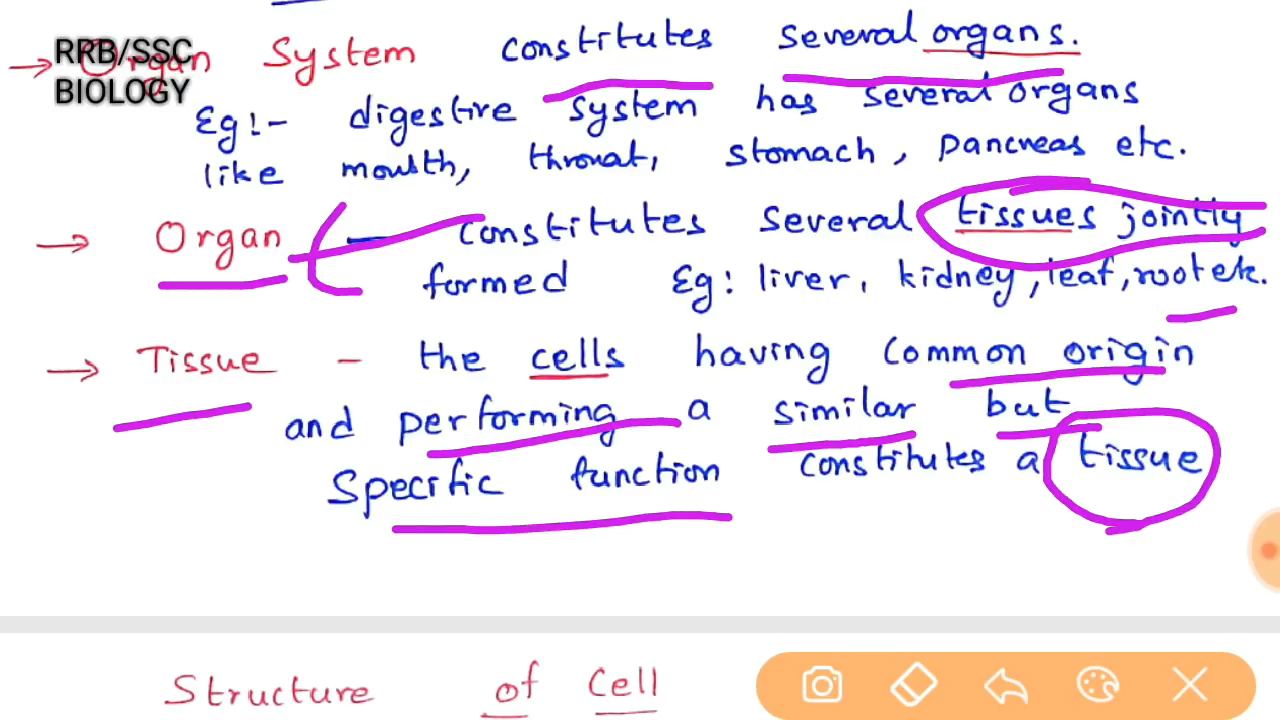 RRB/SSC
BIOLOGY
→ Organ System constitutes several organs.
Eg:- digestive system has several organs
like mouth, throat, stomach, pancreas etc.
→ Organ - constitutes several tissues jointly
formed Eg: liver, kidney, leaf, root etc.
→ Tissue - the cells having common origin
and performing a similar but
specific function constitutes a tissue
Structure of Cell